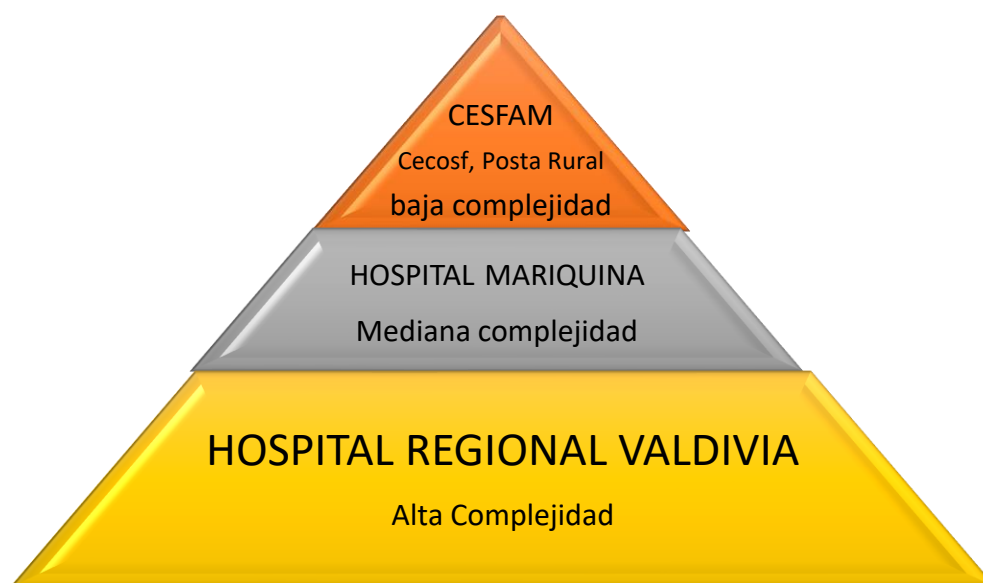 CESFAM
Cecosf, Posta Rural
baja complejidad
HOSPITAL MARIQUINA
Mediana complejidad
HOSPITAL REGIONAL VALDIVIA
Alta Complejidad